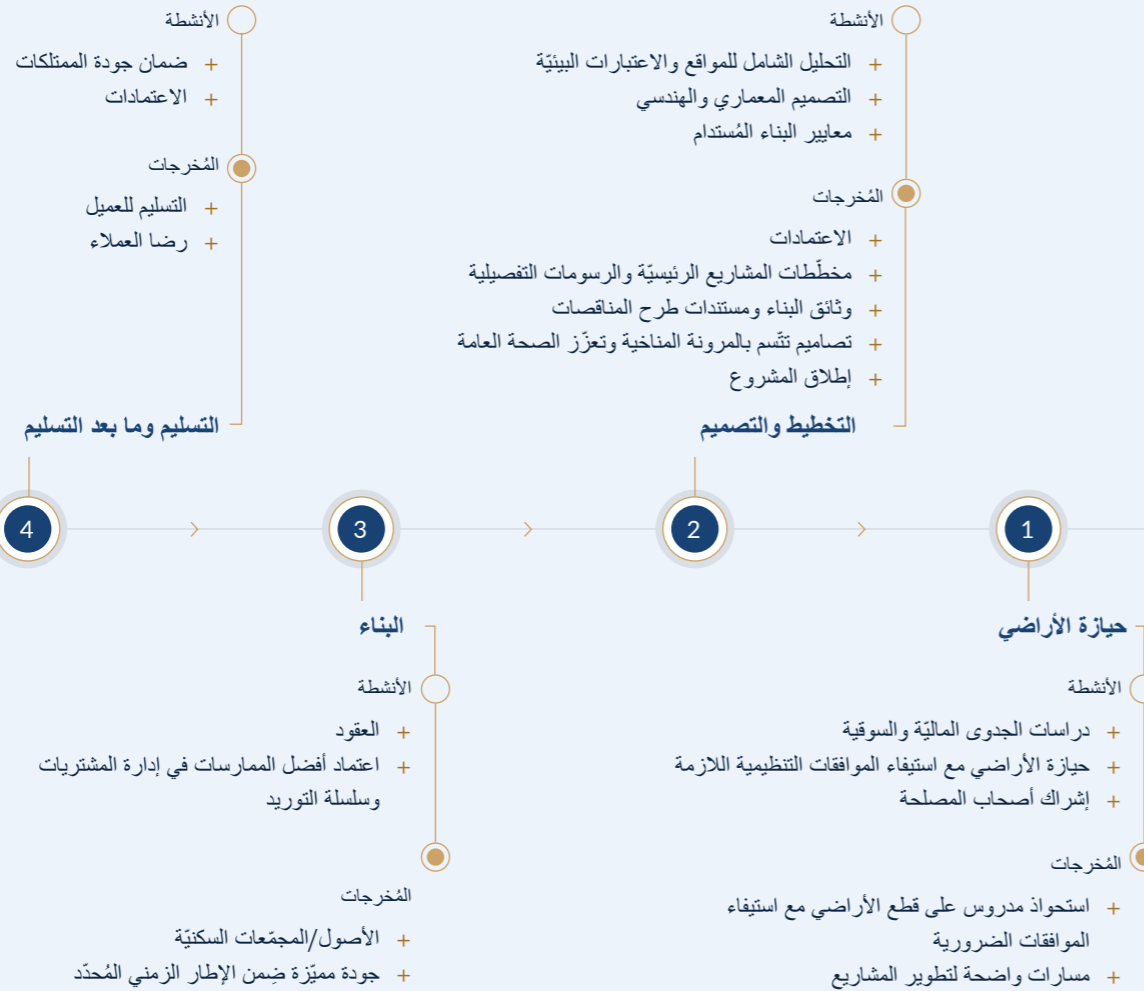 1
حيازة الأراضي
الأنشطة
+ دراسات الجدوى الماليّة والسوقية
+ حيازة الأراضي مع استيفاء الموافقات التنظيمية اللازمة
+ إشراك أصحاب المصلحة
المُخرجات
+ استحواذ مدروس على قطع الأراضي مع استيفاء
الموافقات الضرورية
+ مسارات واضحة لتطوير المشاريع
2
التخطيط والتصميم
الأنشطة
+ التحليل الشامل للمواقع والاعتبارات البيئيّة
+ التصميم المعماري والهندسي
+ معايير البناء المُستدام
المُخرجات
+ الاعتمادات
+ مخطّطات المشاريع الرئيسيّة والرسومات التفصيلية
+ وثائق البناء ومستندات طرح المناقصات
+ تصاميم تتّسم بالمرونة المناخية وتعزّز الصحة العامة
+ إطلاق المشروع
3
البناء
الأنشطة
+ العقود
+ اعتماد أفضل الممارسات في إدارة المشتريات
وسلسلة التوريد
المُخرجات
+ الأصول/المجمّعات السكنيّة
+ جودة مميّزة ضِمن الإطار الزمني المُحدّد
4
التسليم وما بعد التسليم
الأنشطة
+ ضمان جودة الممتلكات
+ الاعتمادات
المُخرجات
+ التسليم للعميل
+ رضا العملاء